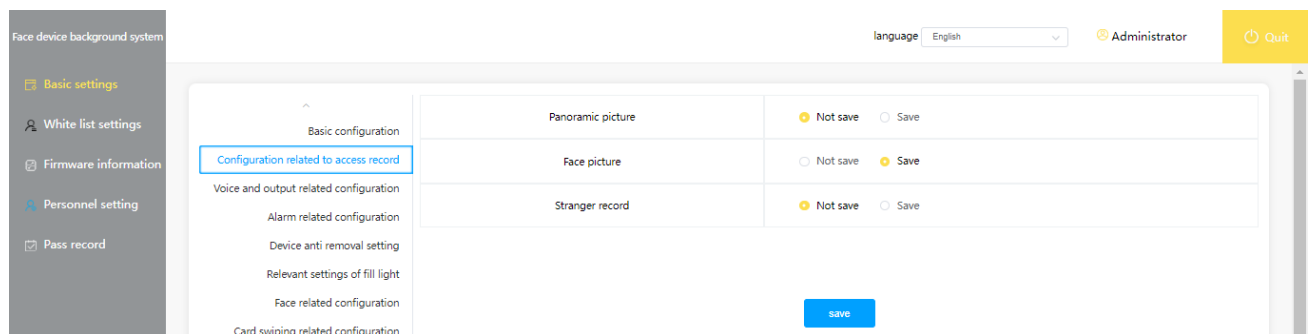 Face device background system
language English
Administrator
Quit
Basic settings
White list settings
Firmware information
Personnel setting
Pass record
Basic configuration
Configuration related to access record
Voice and output related configuration
Alarm related configuration
Device anti removal setting
Relevant settings of fill light
Face related configuration
Card swiping related configuration
Panoramic picture Not save Save
Face picture Not save Save
Stranger record Not save Save
save